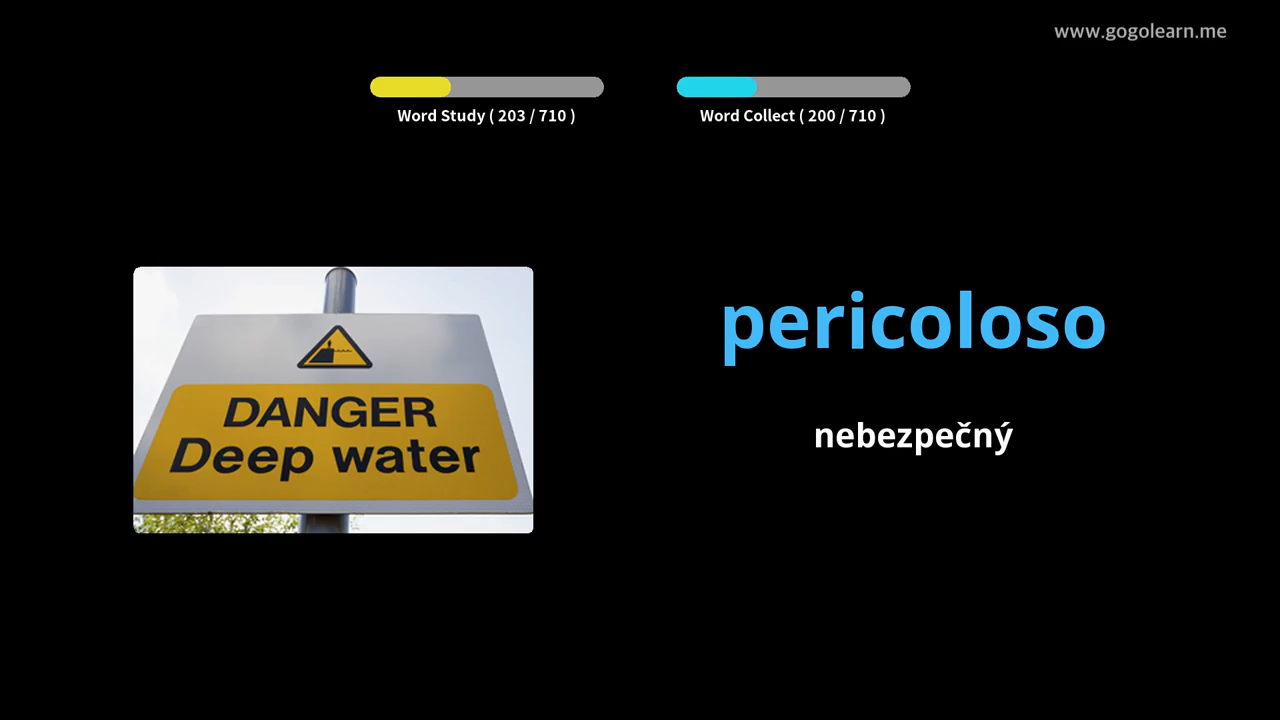 www.gogolearn.me
Word Study ( 203 / 710 )
Word Collect ( 200 / 710 )
DANGER
Deep water
pericoloso
nebezpečný